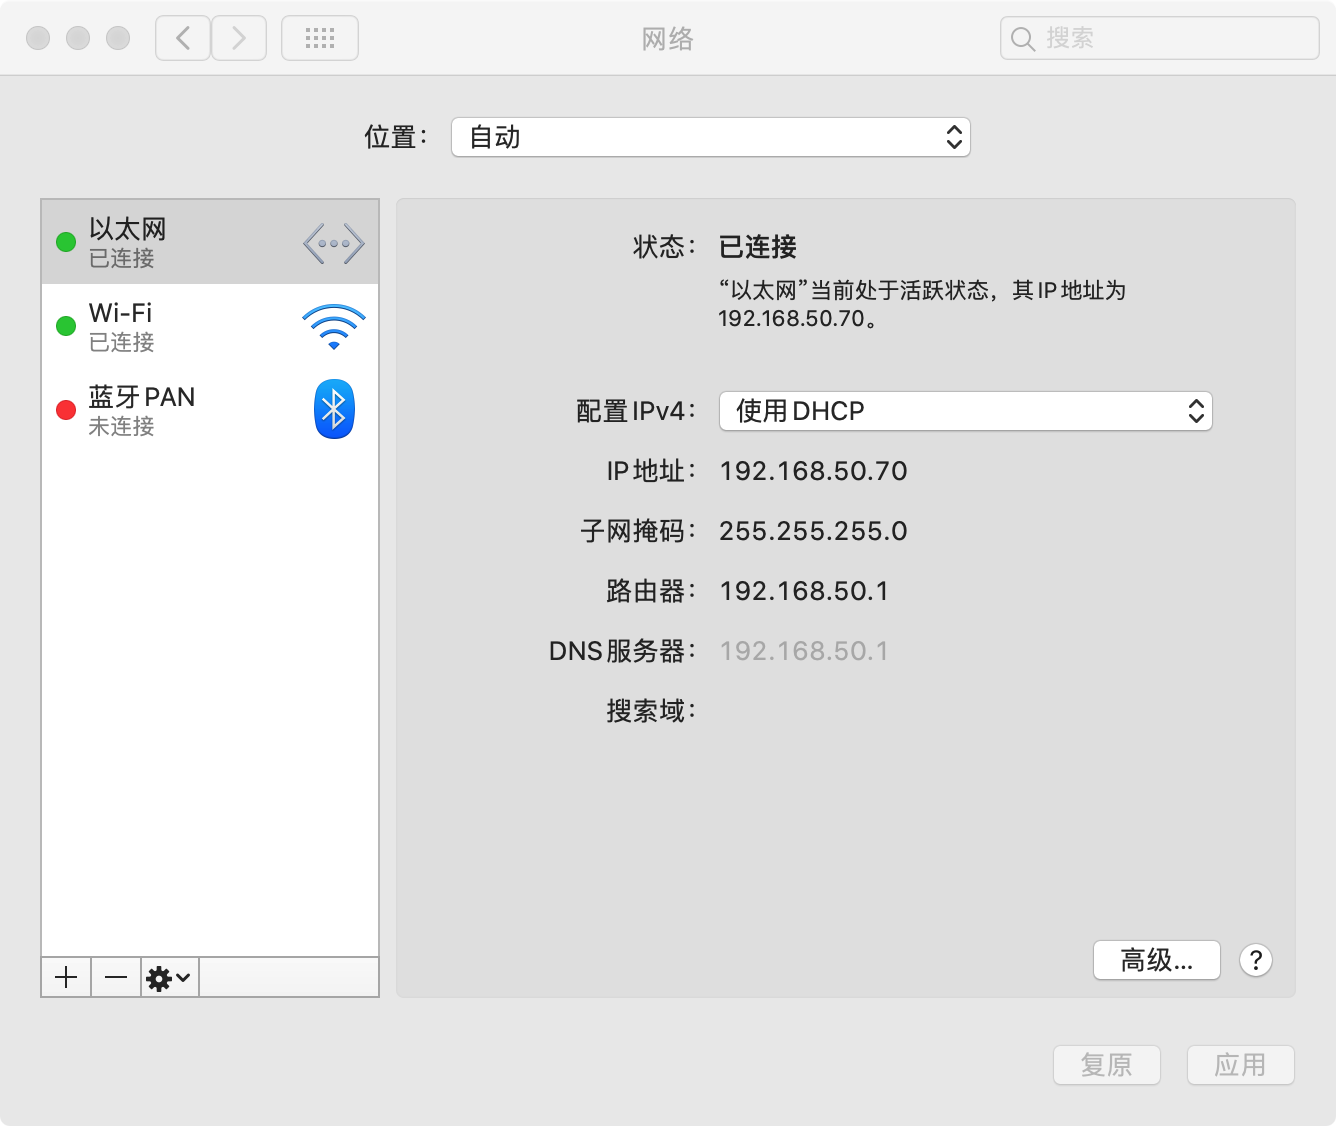 网络
搜索
位置： 自动
以太网
已连接
Wi-Fi
已连接
蓝牙 PAN
未连接
状态： 已连接
“以太网”当前处于活跃状态，其 IP 地址为
192.168.50.70。
配置 IPv4： 使用 DHCP
IP 地址： 192.168.50.70
子网掩码： 255.255.255.0
路由器： 192.168.50.1
DNS 服务器： 192.168.50.1
搜索域：
高级... ?
复原 应用